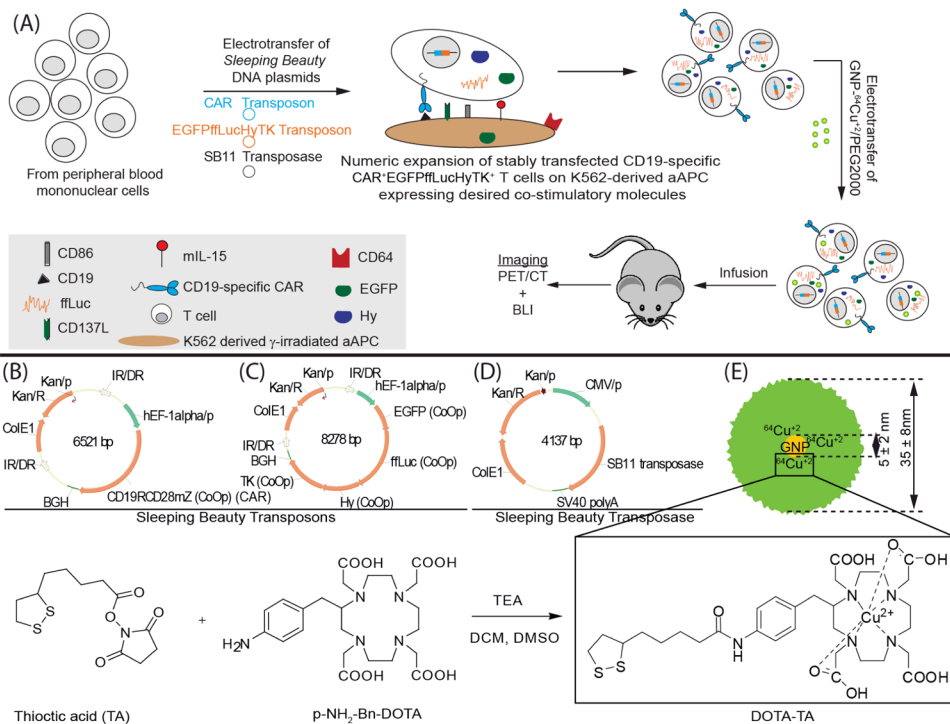 (A)
Electrotransfer of
Sleeping Beauty
DNA plasmids
CAR Transposon
EGFPffLucHyTK Transposon
SB11 Transposase
From peripheral blood
mononuclear cells
Numeric expansion of stably transfected CD19-specific
CAR⁺EGFPffLucHyTK⁺ T cells on K562-derived aAPC
expressing desired co-stimulatory molecules
Electrotransfer of
GNP-⁶⁴Cu⁺²/PEG2000
Infusion
Imaging
PET/CT
+
BLI
CD86
CD19
ffLuc
CD137L
mIL-15
CD19-specific CAR
T cell
K562 derived γ-irradiated aAPC
CD64
EGFP
Hy
(B)
Kan/p
IR/DR
Kan/R
hEF-1alpha/p
ColE1
6521 bp
IR/DR
BGH
CD19RCD28mZ (CoOp) (CAR)
(C)
Kan/p
IR/DR
Kan/R
hEF-1alpha/p
EGFP (CoOp)
ColE1
8278 bp
IR/DR
BGH
ffLuc (CoOp)
TK (CoOp)
Hy (CoOp)
Sleeping Beauty Transposons
(D)
Kan/p
Kan/R
CMV/p
4137 bp
SB11 transposase
ColE1
SV40 polyA
Sleeping Beauty Transposase
(E)
⁶⁴Cu⁺²
⁶⁴Cu⁺²
GNP
⁶⁴Cu⁺²
5 ± 2 nm
35 ± 8nm
O
O
O
N
O
S
S
Thioctic acid (TA)
+
COOH
COOH
N
N
N
N
H₂N
COOH
COOH
p-NH₂-Bn-DOTA
TEA
DCM, DMSO
COOH
O
C
OH
N
N
Cu²⁺
N
N
O
N
H
S
S
O
C
OH
COOH
DOTA-TA